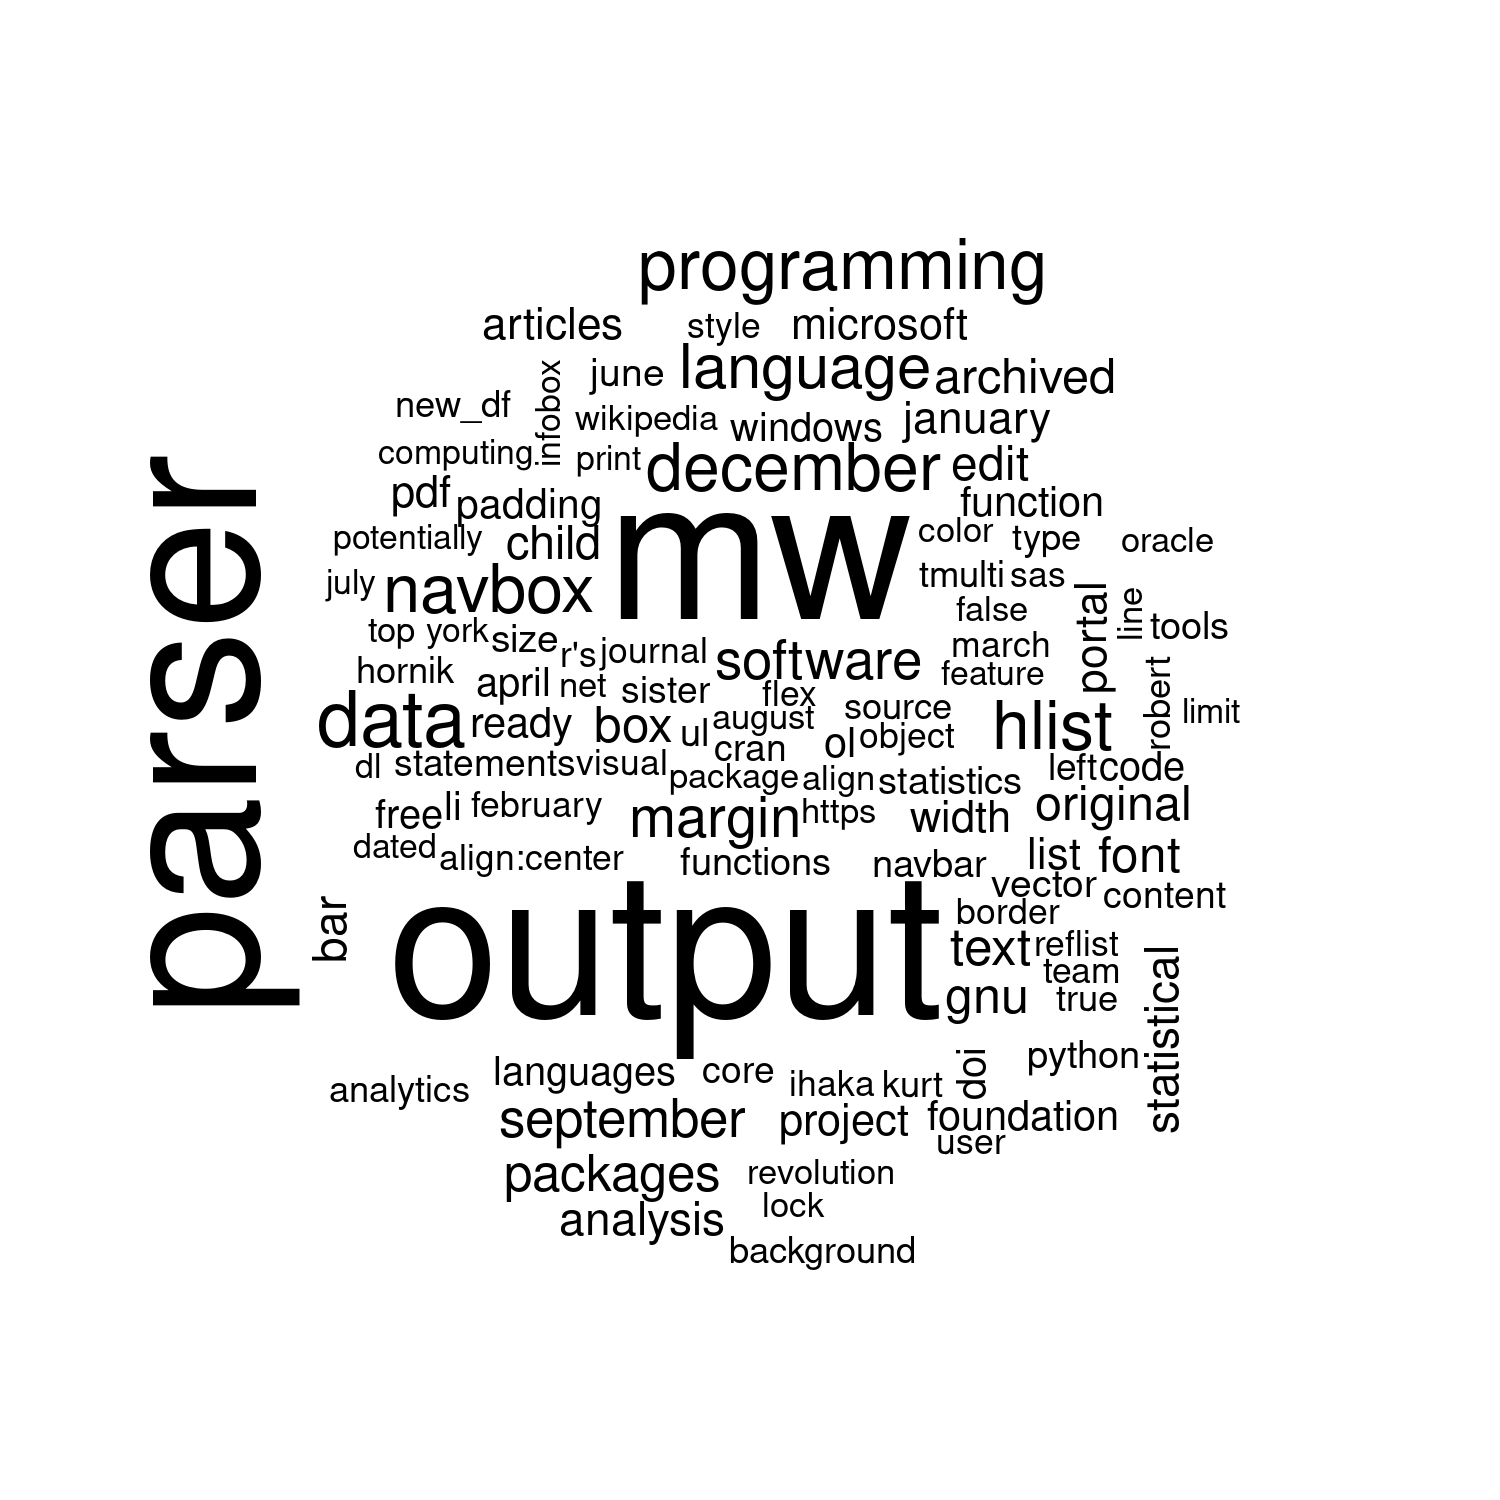 programming
articles style microsoft
june language archived
infobox
new_df wikipedia windows january
computing print december edit
pdf padding function
potentially child mw color type oracle
july navbox tmulti sas
false portal line tools
top york size r's journal software march
hornik april net sister flex feature robert
parser
data ready box ul august source hlist limit
cran ol object
dl statements visual package align statistics left code
free li february margin https width original
dated align:center functions navbar list font
vector content
bar output border
text reflist
team
gnu true statistical
analytics languages core ihaka kurt doi python
september project foundation
user
packages revolution
analysis lock
background